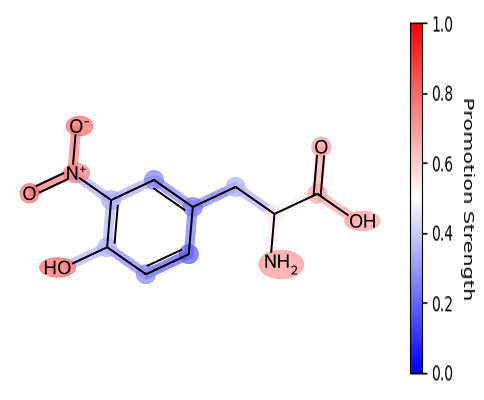 O⁻
N⁺
O
HO
NH₂
O
OH
1.0
0.8
0.6
0.4
0.2
0.0
Promotion Strength